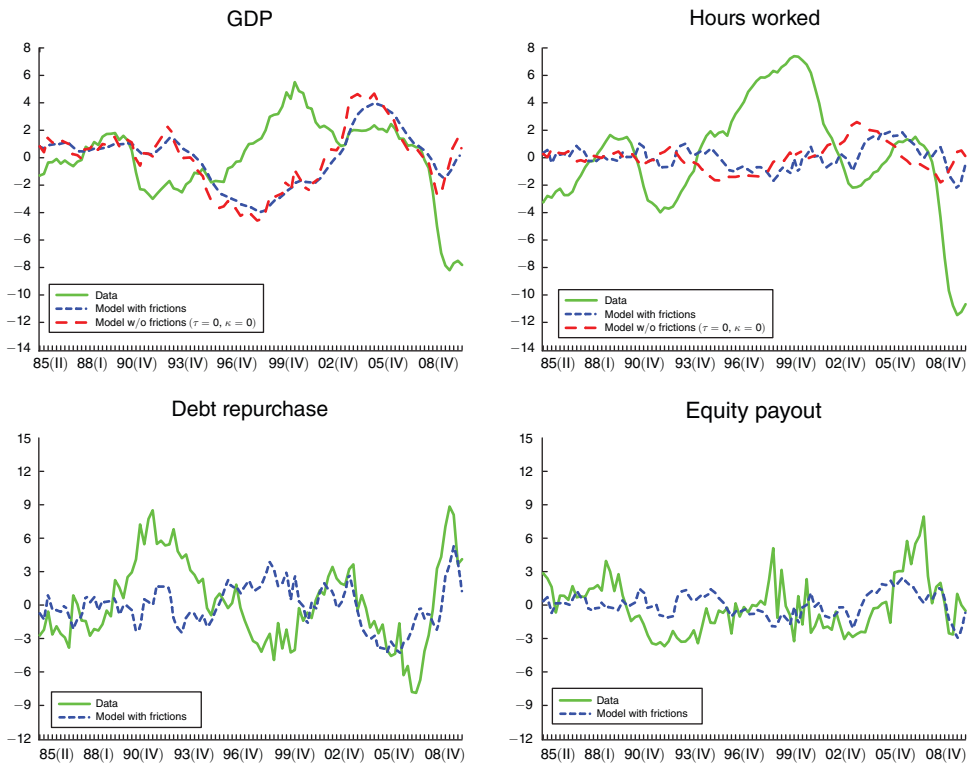 GDP
8
6
4
2
0
−2
−4
−6
−8
−10
−12
−14
Data
Model with frictions
Model w/o frictions (τ = 0, κ = 0)
85(II) 88(I) 90(IV) 93(IV) 96(IV) 99(IV) 02(IV) 05(IV) 08(IV)
Hours worked
8
6
4
2
0
−2
−4
−6
−8
−10
−12
−14
Data
Model with frictions
Model w/o frictions (τ = 0, κ = 0)
85(II) 88(IV) 90(IV) 93(IV) 96(IV) 99(IV) 02(IV) 05(IV) 08(IV)
Debt repurchase
15
12
9
6
3
0
−3
−6
−9
−12
Data
Model with frictions
85(II) 88(IV) 90(IV) 93(IV) 96(IV) 99(IV) 02(IV) 05(IV) 08(IV)
Equity payout
15
12
9
6
3
0
−3
−6
−9
−12
Data
Model with frictions
85(II) 88(IV) 90(IV) 93(IV) 96(IV) 99(IV) 02(IV) 05(IV) 08(IV)